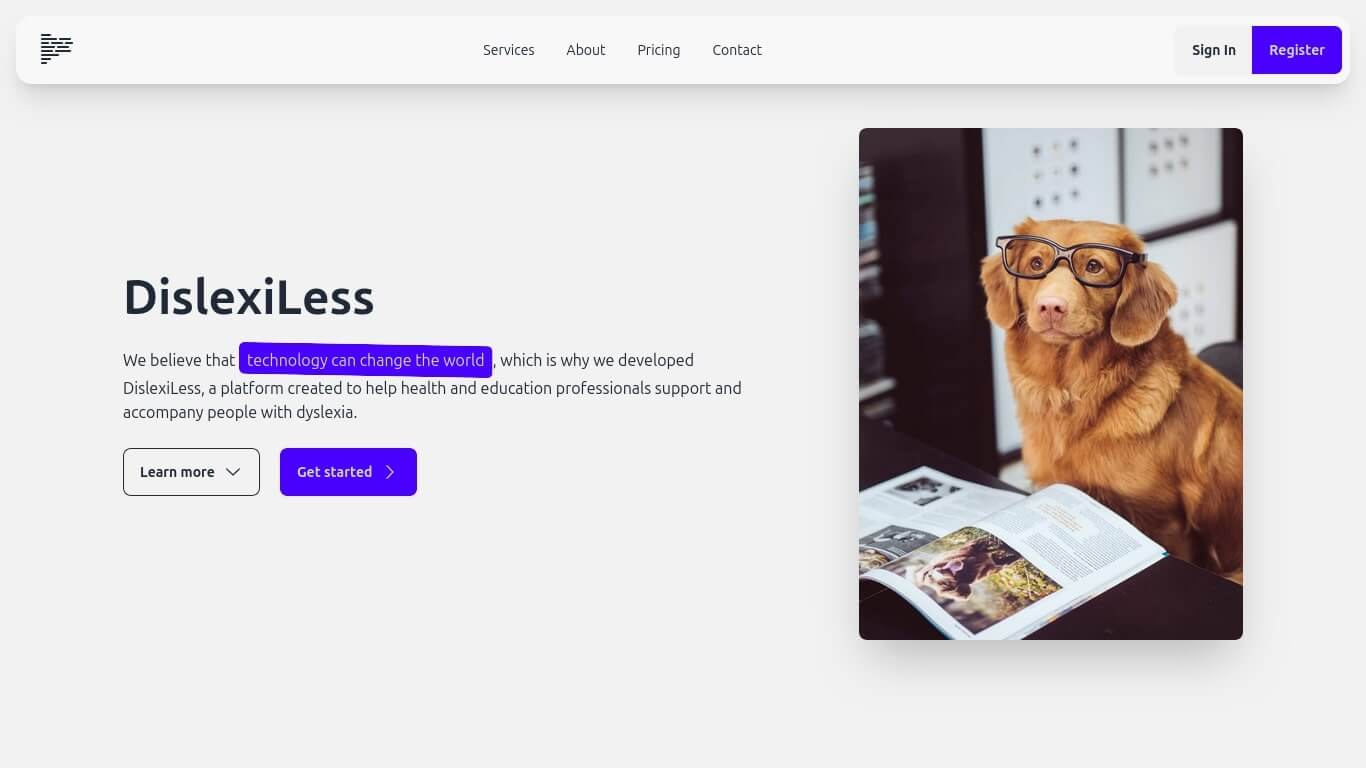 Services About Pricing Contact Sign In Register
DislexiLess
We believe that technology can change the world, which is why we developed
DislexiLess, a platform created to help health and education professionals support and
accompany people with dyslexia.
Learn more Get started